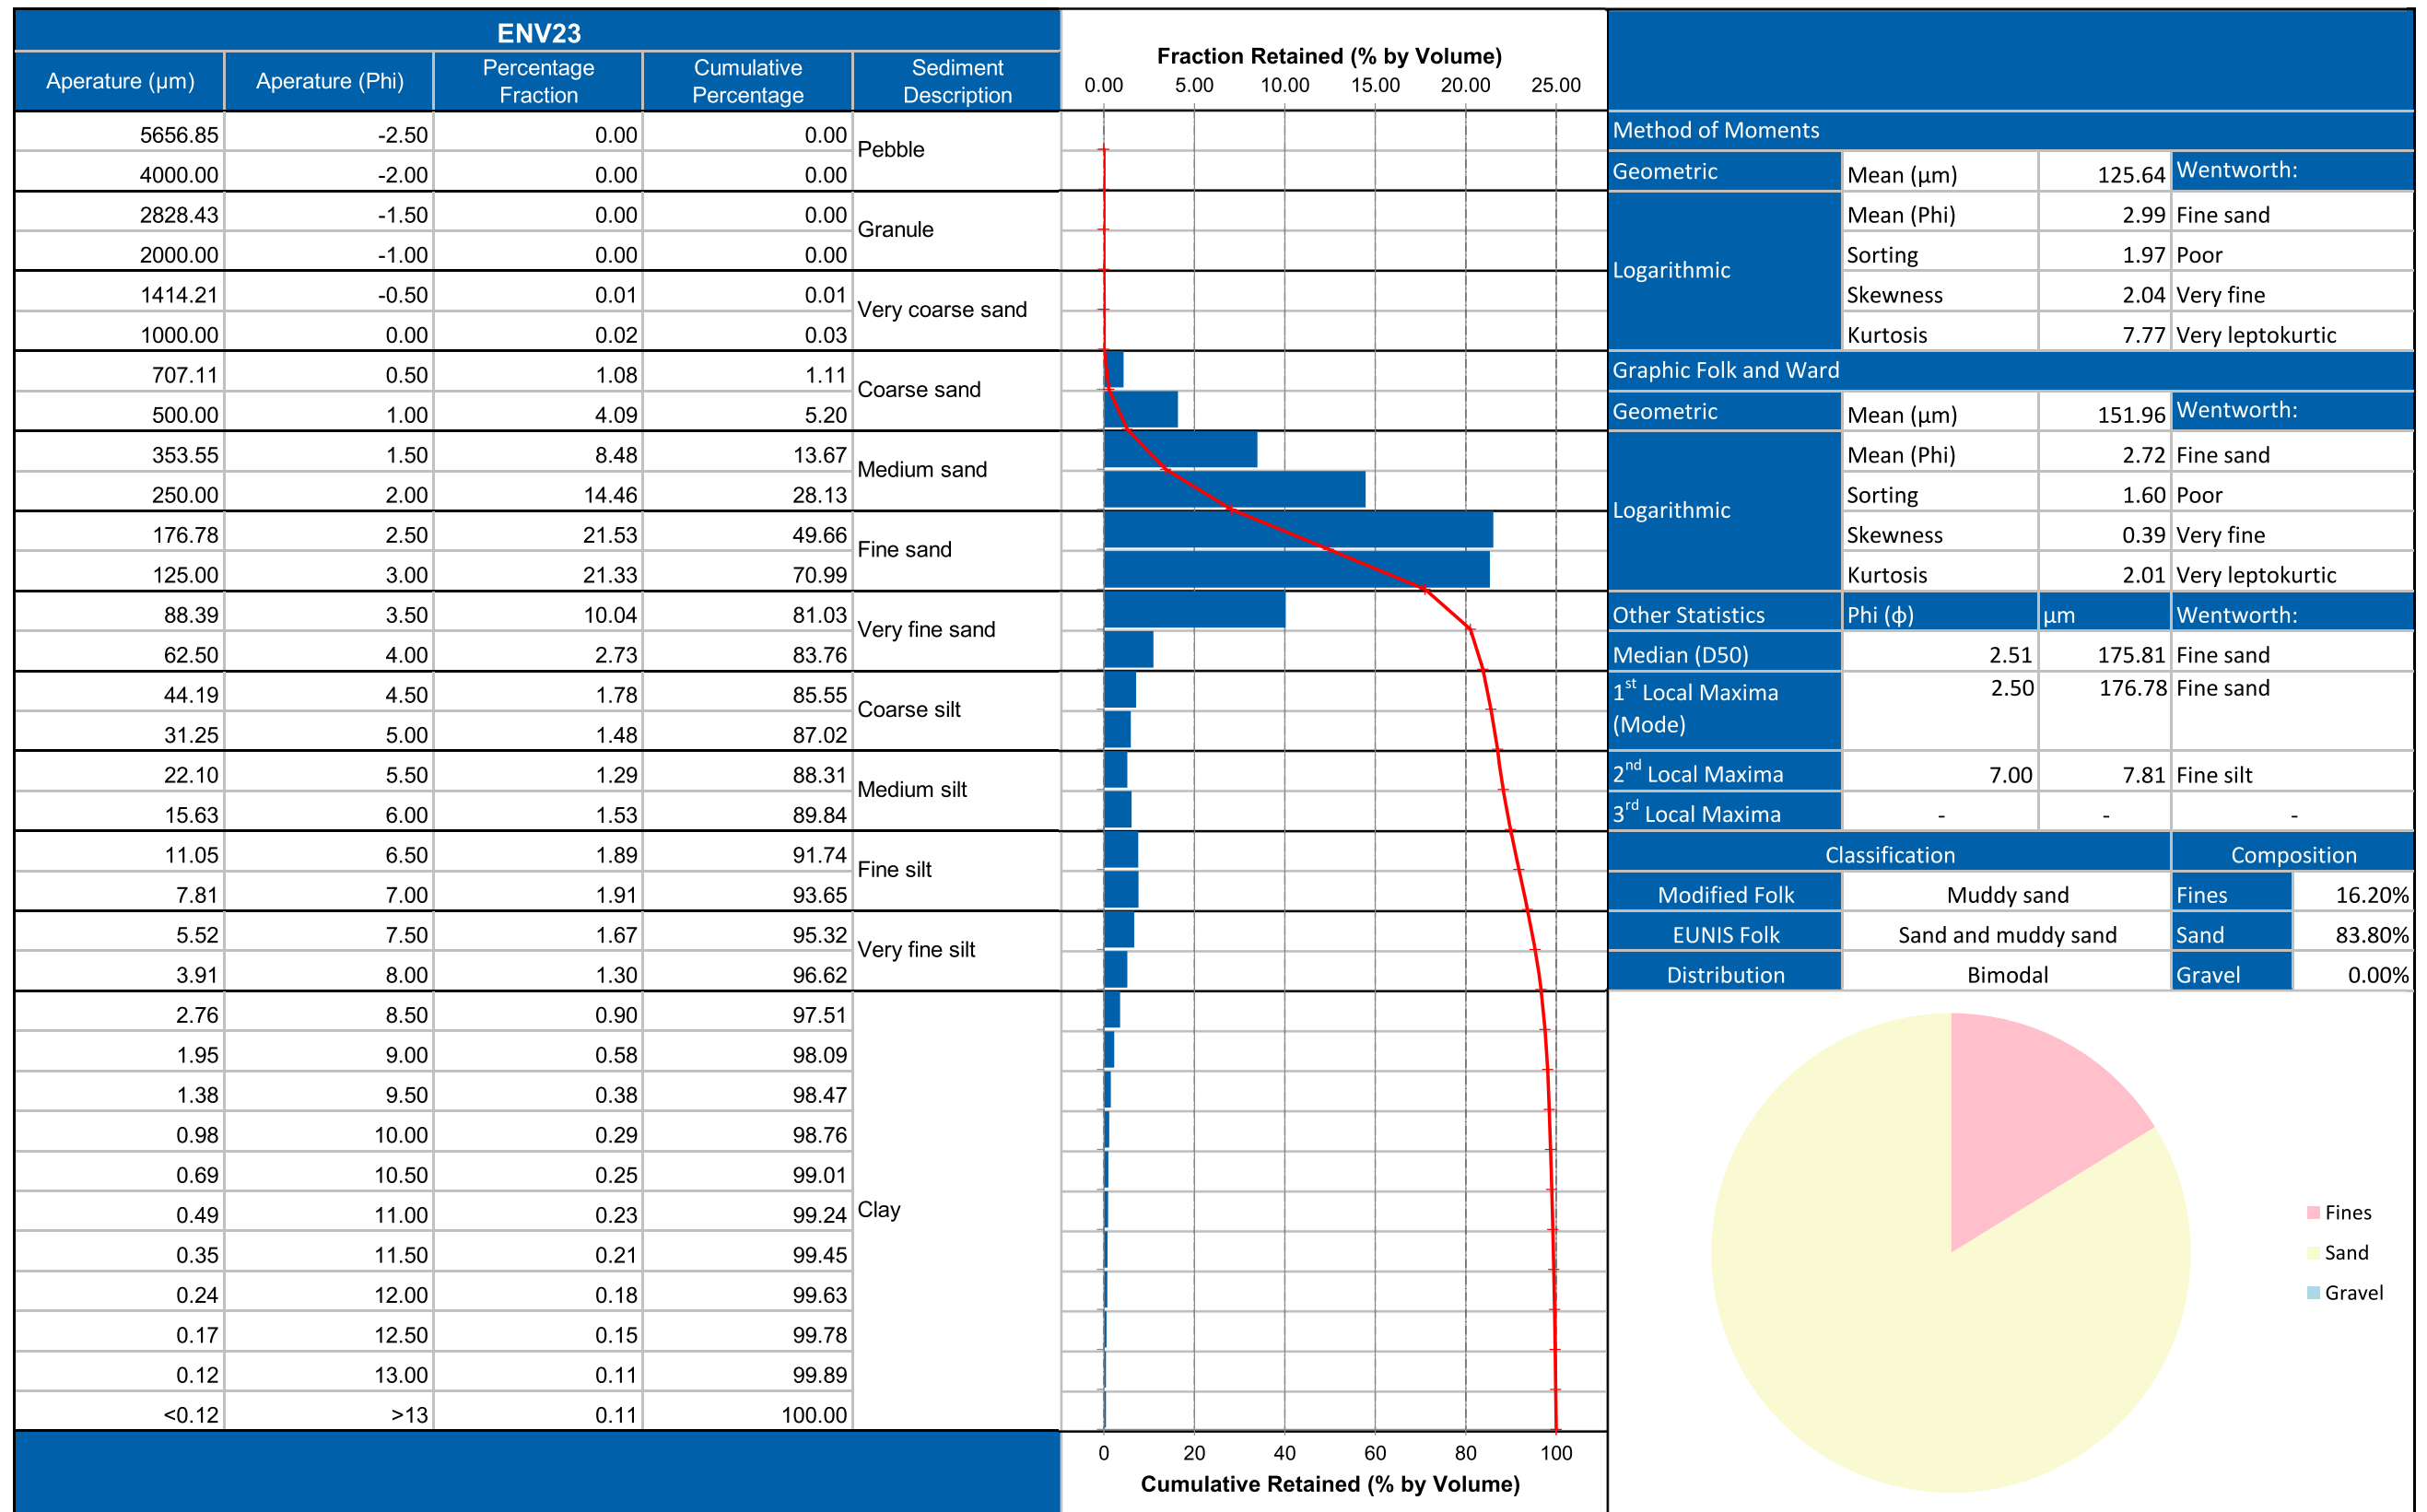 ENV23
Aperature (µm) Aperature (Phi) Percentage Fraction Cumulative Percentage Sediment Description
5656.85 -2.50 0.00 0.00 Pebble
4000.00 -2.00 0.00 0.00
2828.43 -1.50 0.00 0.00 Granule
2000.00 -1.00 0.00 0.00
1414.21 -0.50 0.01 0.01 Very coarse sand
1000.00 0.00 0.02 0.03
707.11 0.50 1.08 1.11 Coarse sand
500.00 1.00 4.09 5.20
353.55 1.50 8.48 13.67 Medium sand
250.00 2.00 14.46 28.13
176.78 2.50 21.53 49.66 Fine sand
125.00 3.00 21.33 70.99
88.39 3.50 10.04 81.03 Very fine sand
62.50 4.00 2.73 83.76
44.19 4.50 1.78 85.55 Coarse silt
31.25 5.00 1.48 87.02
22.10 5.50 1.29 88.31 Medium silt
15.63 6.00 1.53 89.84
11.05 6.50 1.89 91.74 Fine silt
7.81 7.00 1.91 93.65
5.52 7.50 1.67 95.32 Very fine silt
3.91 8.00 1.30 96.62
2.76 8.50 0.90 97.51
1.95 9.00 0.58 98.09
1.38 9.50 0.38 98.47
0.98 10.00 0.29 98.76
0.69 10.50 0.25 99.01
0.49 11.00 0.23 99.24 Clay
0.35 11.50 0.21 99.45
0.24 12.00 0.18 99.63
0.17 12.50 0.15 99.78
0.12 13.00 0.11 99.89
<0.12 >13 0.11 100.00
Fraction Retained (% by Volume)
0.00 5.00 10.00 15.00 20.00 25.00
0 20 40 60 80 100
Cumulative Retained (% by Volume)
Method of Moments
Geometric Mean (µm) 125.64 Wentworth:
Logarithmic Mean (Phi) 2.99 Fine sand
Sorting 1.97 Poor
Skewness 2.04 Very fine
Kurtosis 7.77 Very leptokurtic
Graphic Folk and Ward
Geometric Mean (µm) 151.96 Wentworth:
Logarithmic Mean (Phi) 2.72 Fine sand
Sorting 1.60 Poor
Skewness 0.39 Very fine
Kurtosis 2.01 Very leptokurtic
Other Statistics Phi (ϕ) µm Wentworth:
Median (D50) 2.51 175.81 Fine sand
1st Local Maxima (Mode) 2.50 176.78 Fine sand
2nd Local Maxima 7.00 7.81 Fine silt
3rd Local Maxima - - -
Classification Composition
Modified Folk Muddy sand Fines 16.20%
EUNIS Folk Sand and muddy sand Sand 83.80%
Distribution Bimodal Gravel 0.00%
Fines
Sand
Gravel